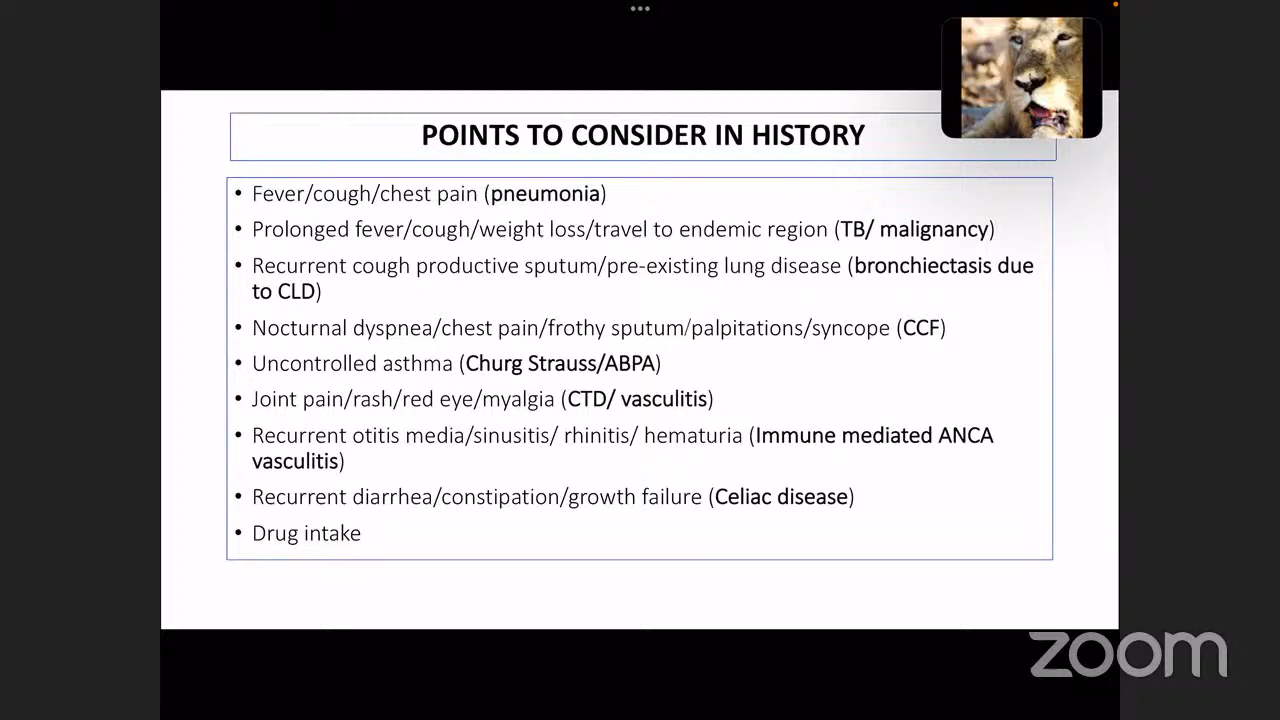 POINTS TO CONSIDER IN HISTORY
• Fever/cough/chest pain (pneumonia)
• Prolonged fever/cough/weight loss/travel to endemic region (TB/ malignancy)
• Recurrent cough productive sputum/pre-existing lung disease (bronchiectasis due
to CLD)
• Nocturnal dyspnea/chest pain/frothy sputum/palpitations/syncope (CCF)
• Uncontrolled asthma (Churg Strauss/ABPA)
• Joint pain/rash/red eye/myalgia (CTD/ vasculitis)
• Recurrent otitis media/sinusitis/ rhinitis/ hematuria (Immune mediated ANCA
vasculitis)
• Recurrent diarrhea/constipation/growth failure (Celiac disease)
• Drug intake
zoom